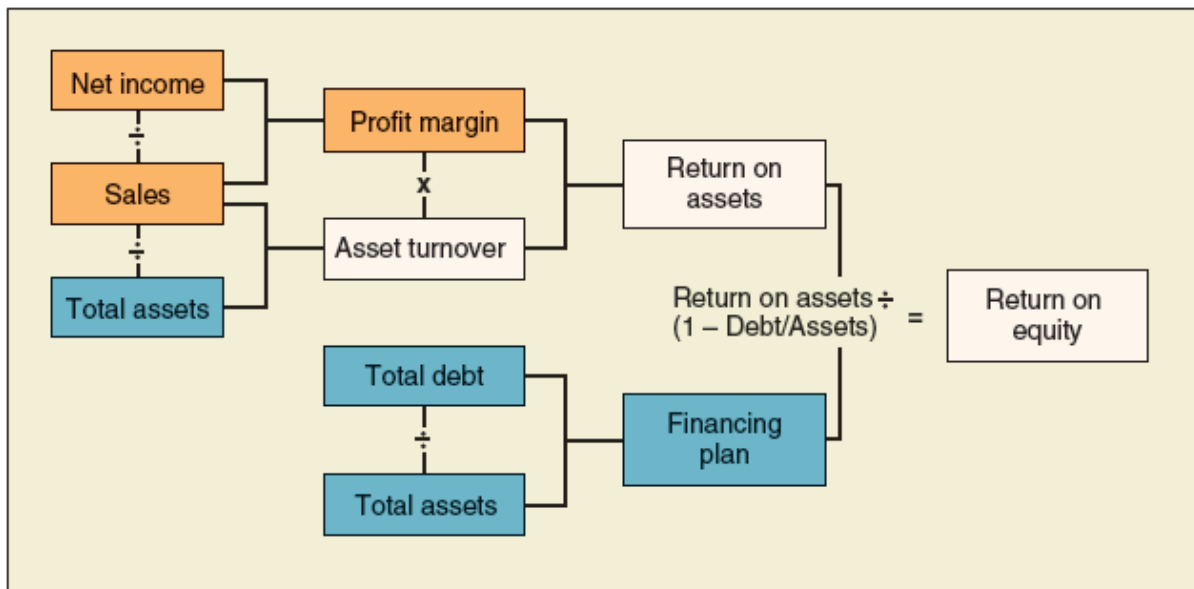 Net income
÷
Sales
÷
Total assets
Profit margin
x
Asset turnover
Return on
assets
Total debt
÷
Total assets
Financing
plan
Return on assets ÷
(1 – Debt/Assets)
=
Return on
equity